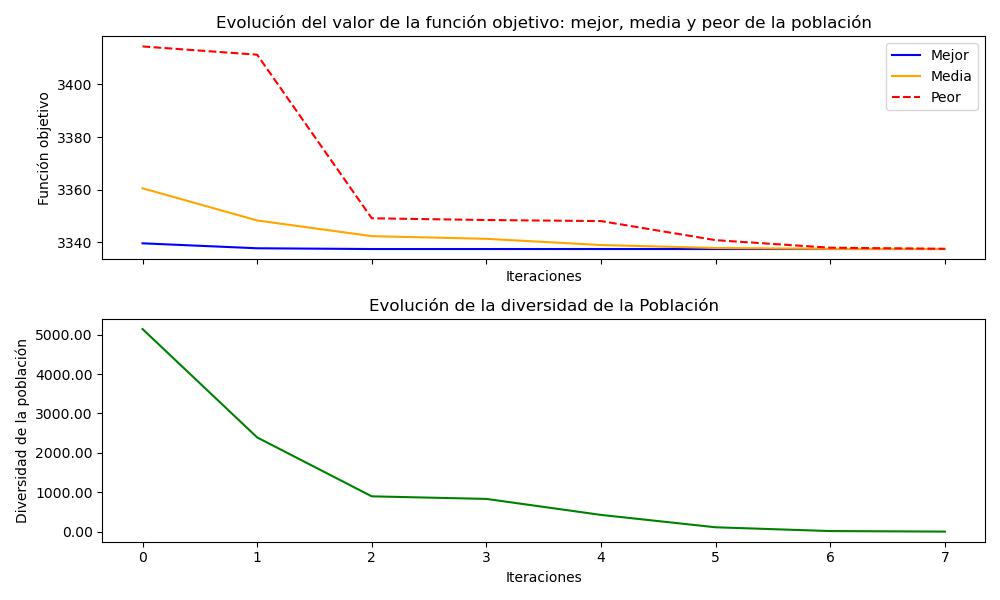 Evolución del valor de la función objetivo: mejor, media y peor de la población
Función objetivo
3400
3380
3360
3340
Mejor
Media
Peor
Iteraciones
Evolución de la diversidad de la Población
Diversidad de la población
5000.00
4000.00
3000.00
2000.00
1000.00
0.00
0 1 2 3 4 5 6 7
Iteraciones